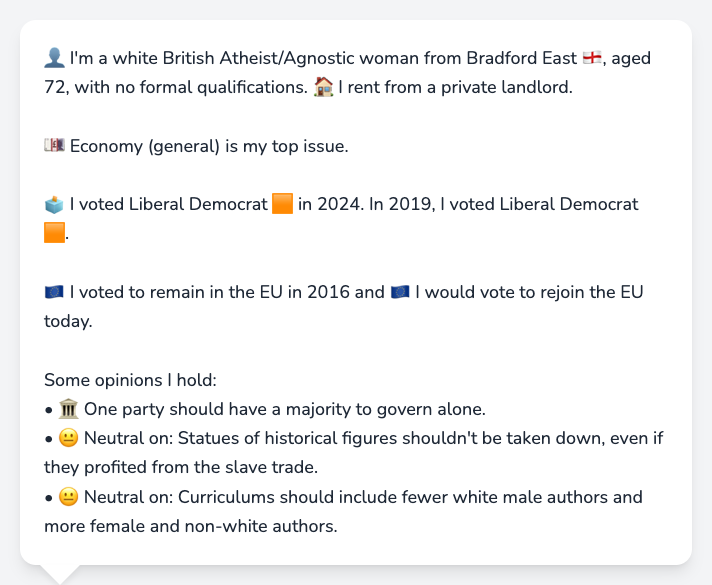 👤 I'm a white British Atheist/Agnostic woman from Bradford East 🏴󠁧󠁢󠁥󠁮󠁧󠁿, aged
72, with no formal qualifications. 🏠 I rent from a private landlord.
💷 Economy (general) is my top issue.
🗳️ I voted Liberal Democrat 🟧 in 2024. In 2019, I voted Liberal Democrat
🟧.
🇪🇺 I voted to remain in the EU in 2016 and 🇪🇺 I would vote to rejoin the EU
today.
Some opinions I hold:
• 🏛️ One party should have a majority to govern alone.
• 😐 Neutral on: Statues of historical figures shouldn't be taken down, even if
they profited from the slave trade.
• 😐 Neutral on: Curriculums should include fewer white male authors and
more female and non-white authors.